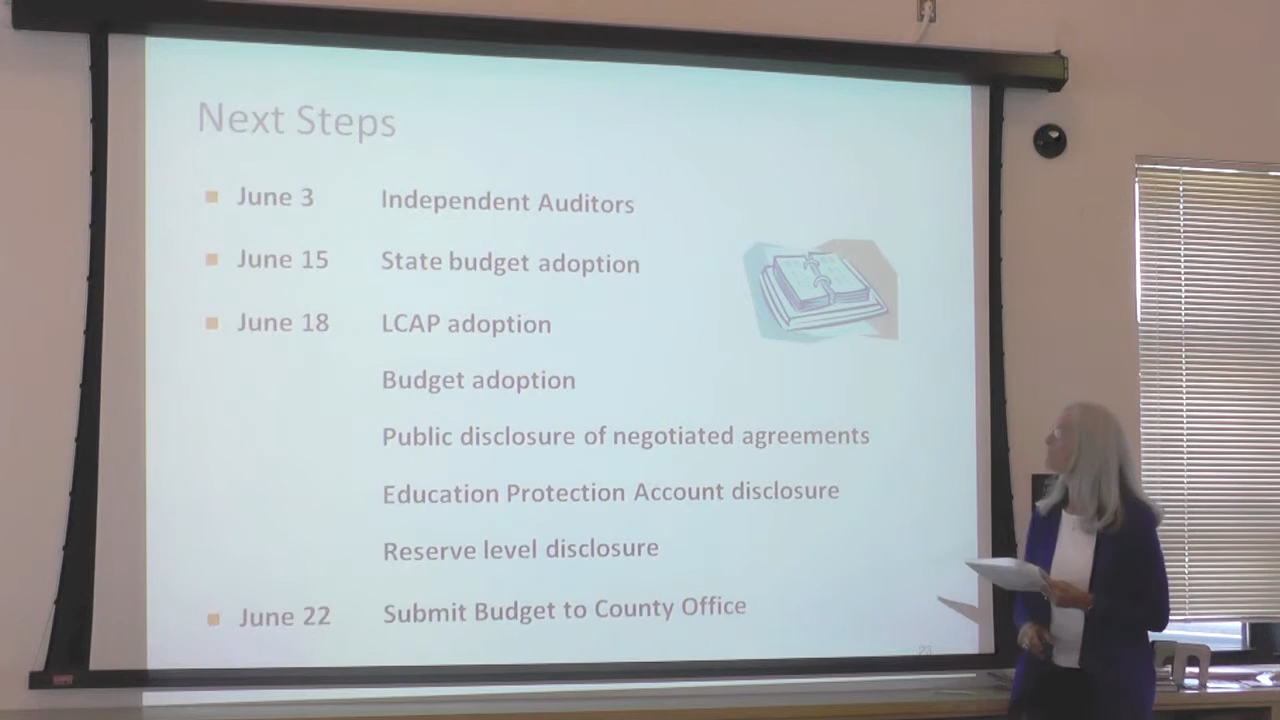 Next Steps
June 3 Independent Auditors
June 15 State budget adoption
June 18 LCAP adoption
Budget adoption
Public disclosure of negotiated agreements
Education Protection Account disclosure
Reserve level disclosure
June 22 Submit Budget to County Office
23